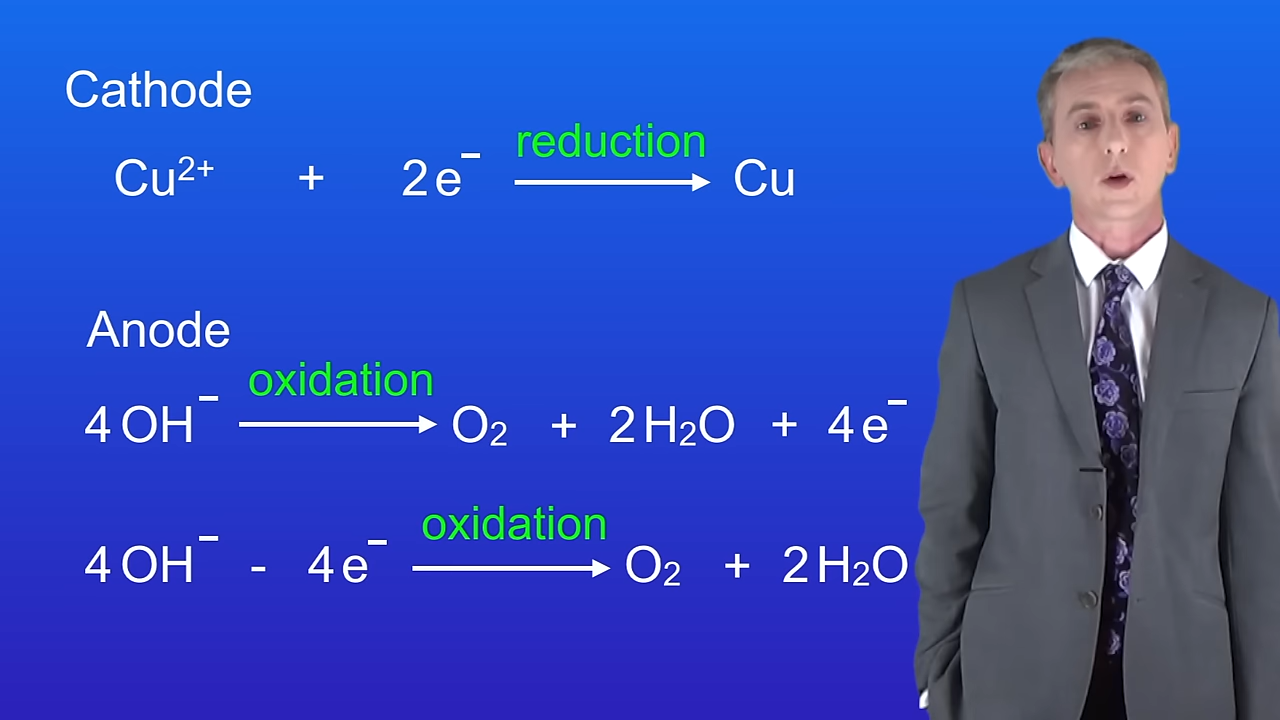 Cathode
Cu²⁺ + 2e⁻ reduction → Cu
Anode
4OH⁻ oxidation → O₂ + 2H₂O + 4e⁻
4OH⁻ - 4e⁻ oxidation → O₂ + 2H₂O